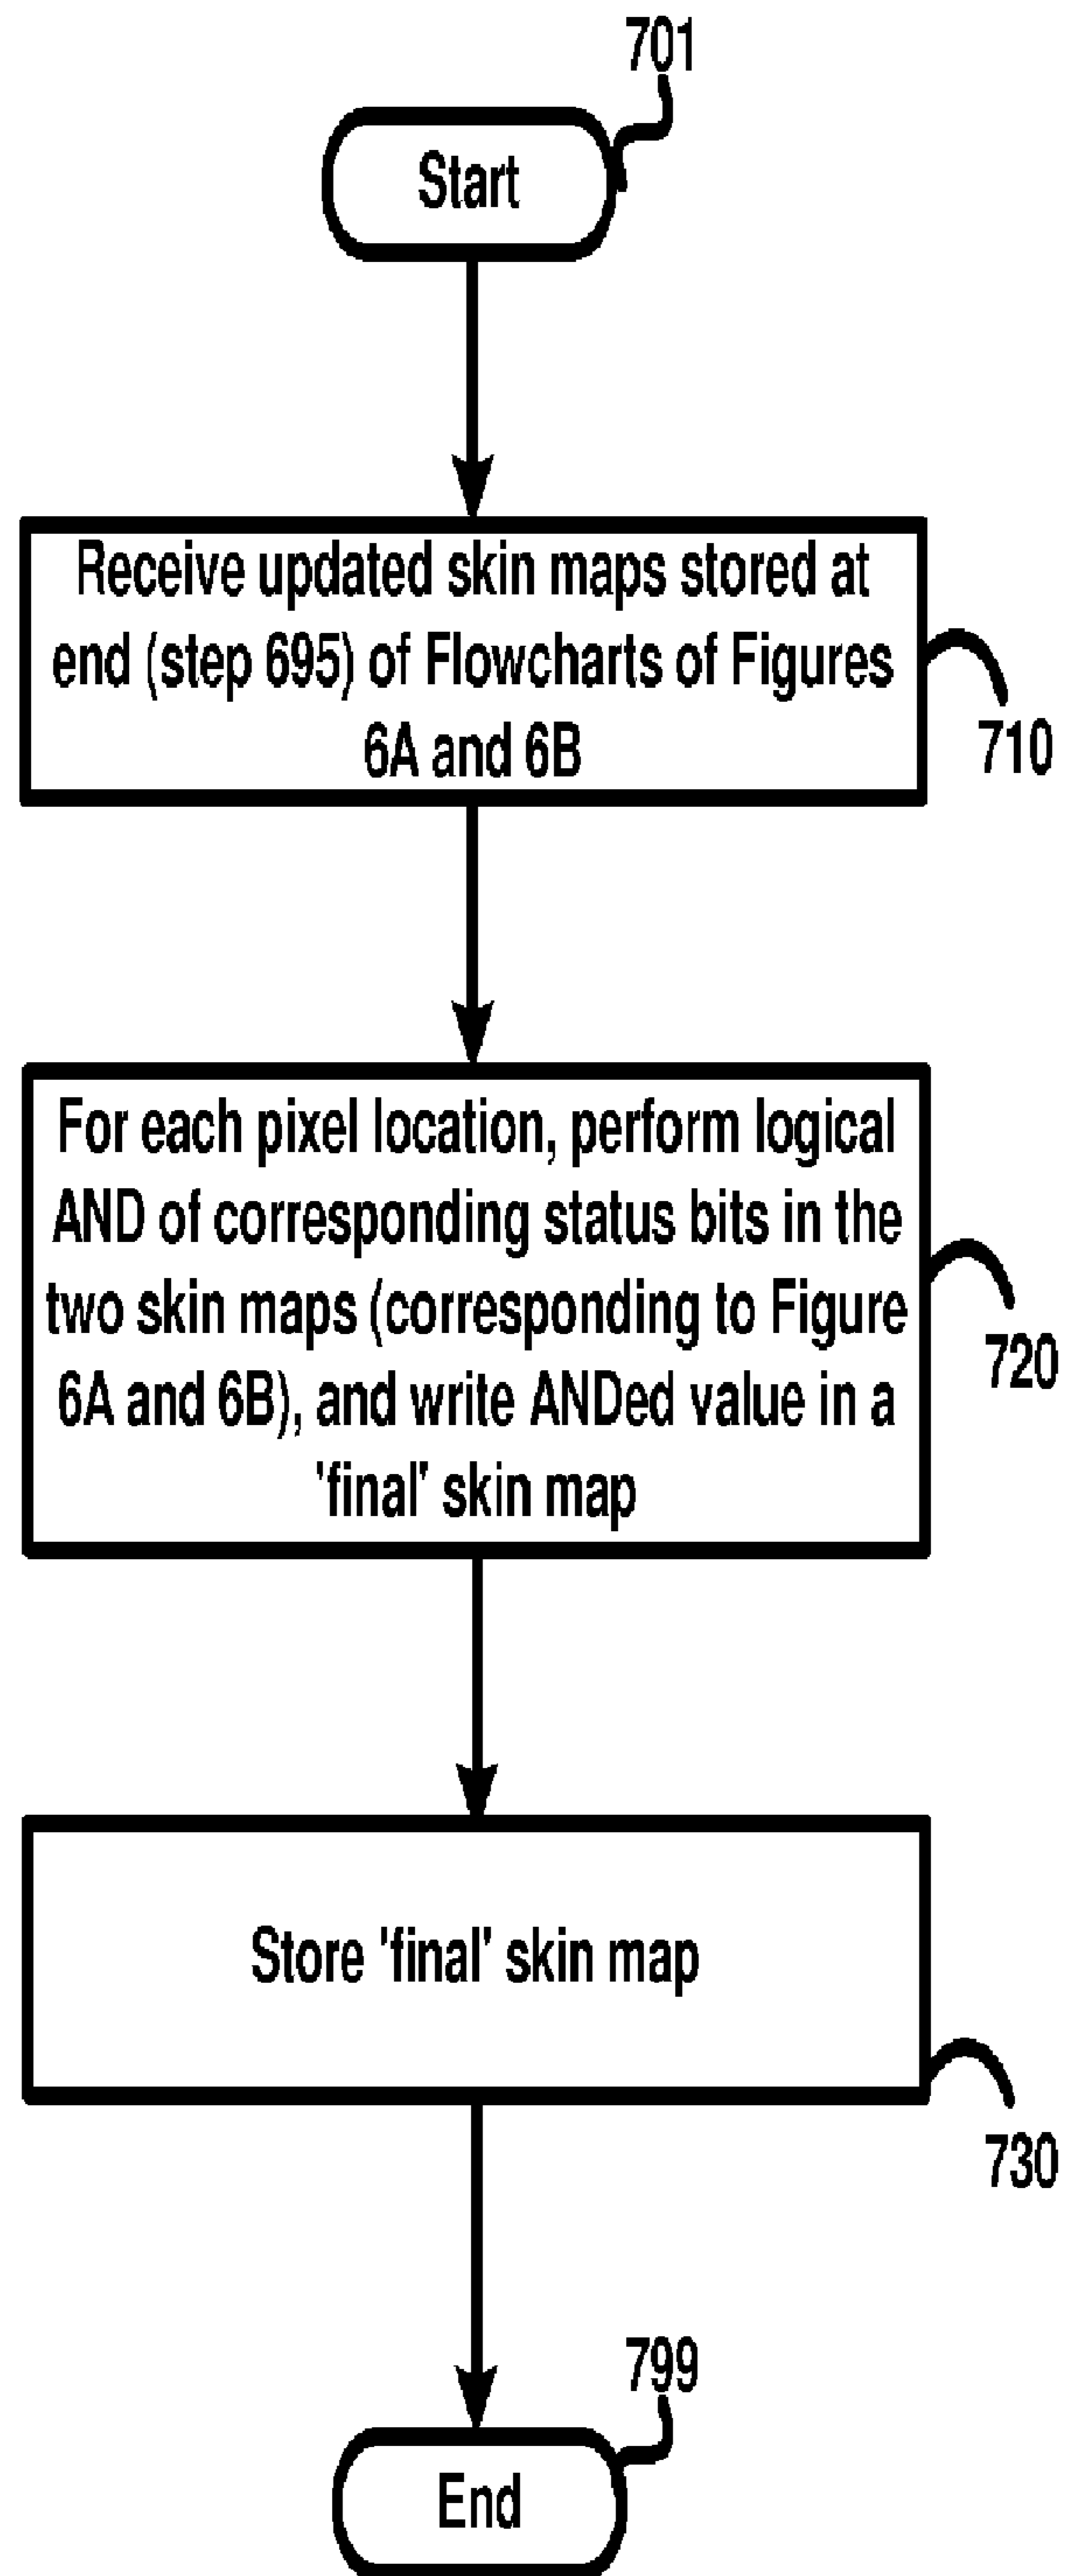 701
Start
Receive updated skin maps stored at
end (step 695) of Flowcharts of Figures
6A and 6B
710
For each pixel location, perform logical
AND of corresponding status bits in the
two skin maps (corresponding to Figure
6A and 6B), and write ANDed value in a
'final' skin map
720
Store 'final' skin map
730
799
End